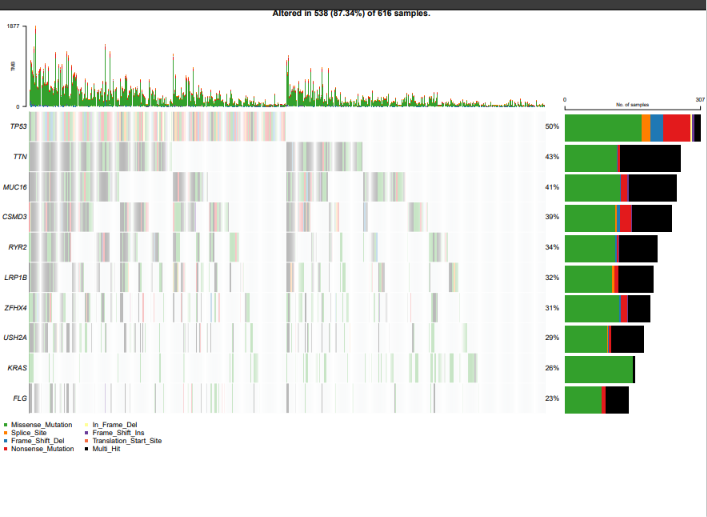 Altered in 538 (87.34%) of 616 samples.
1877
TMB
0
0
307
No. of samples
TP53
50%
TTN
43%
MUC16
41%
CSMD3
39%
RYR2
34%
LRP1B
32%
ZFHX4
31%
USH2A
29%
KRAS
26%
FLG
23%
Missense_Mutation
In_Frame_Del
Splice_Site
Frame_Shift_Ins
Frame_Shift_Del
Translation_Start_Site
Nonsense_Mutation
Multi_Hit